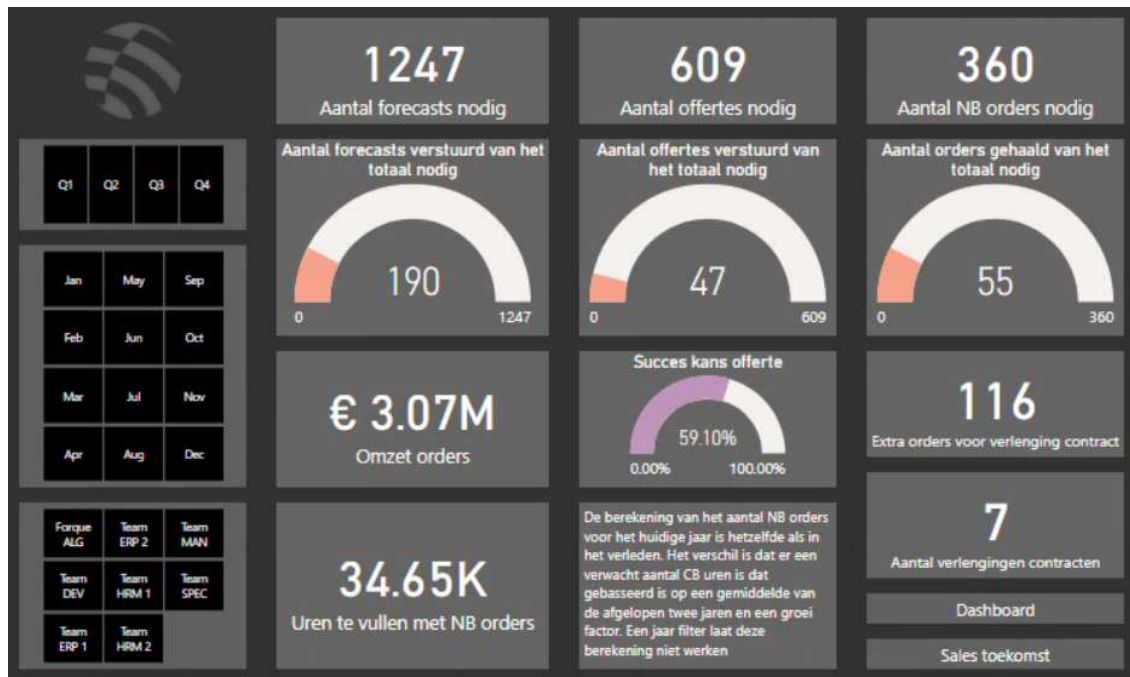 1247
Aantal forecasts nodig
609
Aantal offertes nodig
360
Aantal NB orders nodig
Q1 Q2 Q3 Q4
Aantal forecasts verstuurd van het
totaal nodig
190
0 1247
Aantal offertes verstuurd van
het totaal nodig
47
0 609
Aantal orders gehaald van het
totaal nodig
55
0 360
Jan May Sep
Feb Jun Oct
Mar Jul Nov
Apr Aug Dec
€ 3.07M
Omzet orders
Succes kans offerte
59.10%
0.00% 100.00%
116
Extra orders voor verlenging contract
7
Aantal verlengingen contracten
Forque
ALG
Team
ERP 2
Team
MAN
Team
DEV
Team
HRM 1
Team
SPEC
Team
ERP 1
Team
HRM 2
34.65K
Uren te vullen met NB orders
De berekening van het aantal NB orders
voor het huidige jaar is hetzelfde als in
het verleden. Het verschil is dat er een
verwacht aantal CB uren is dat
gebasseerd is op een gemiddelde van
de afgelopen twee jaren en een groei
factor. Een jaar filter laat deze
berekening niet werken
Dashboard
Sales toekomst